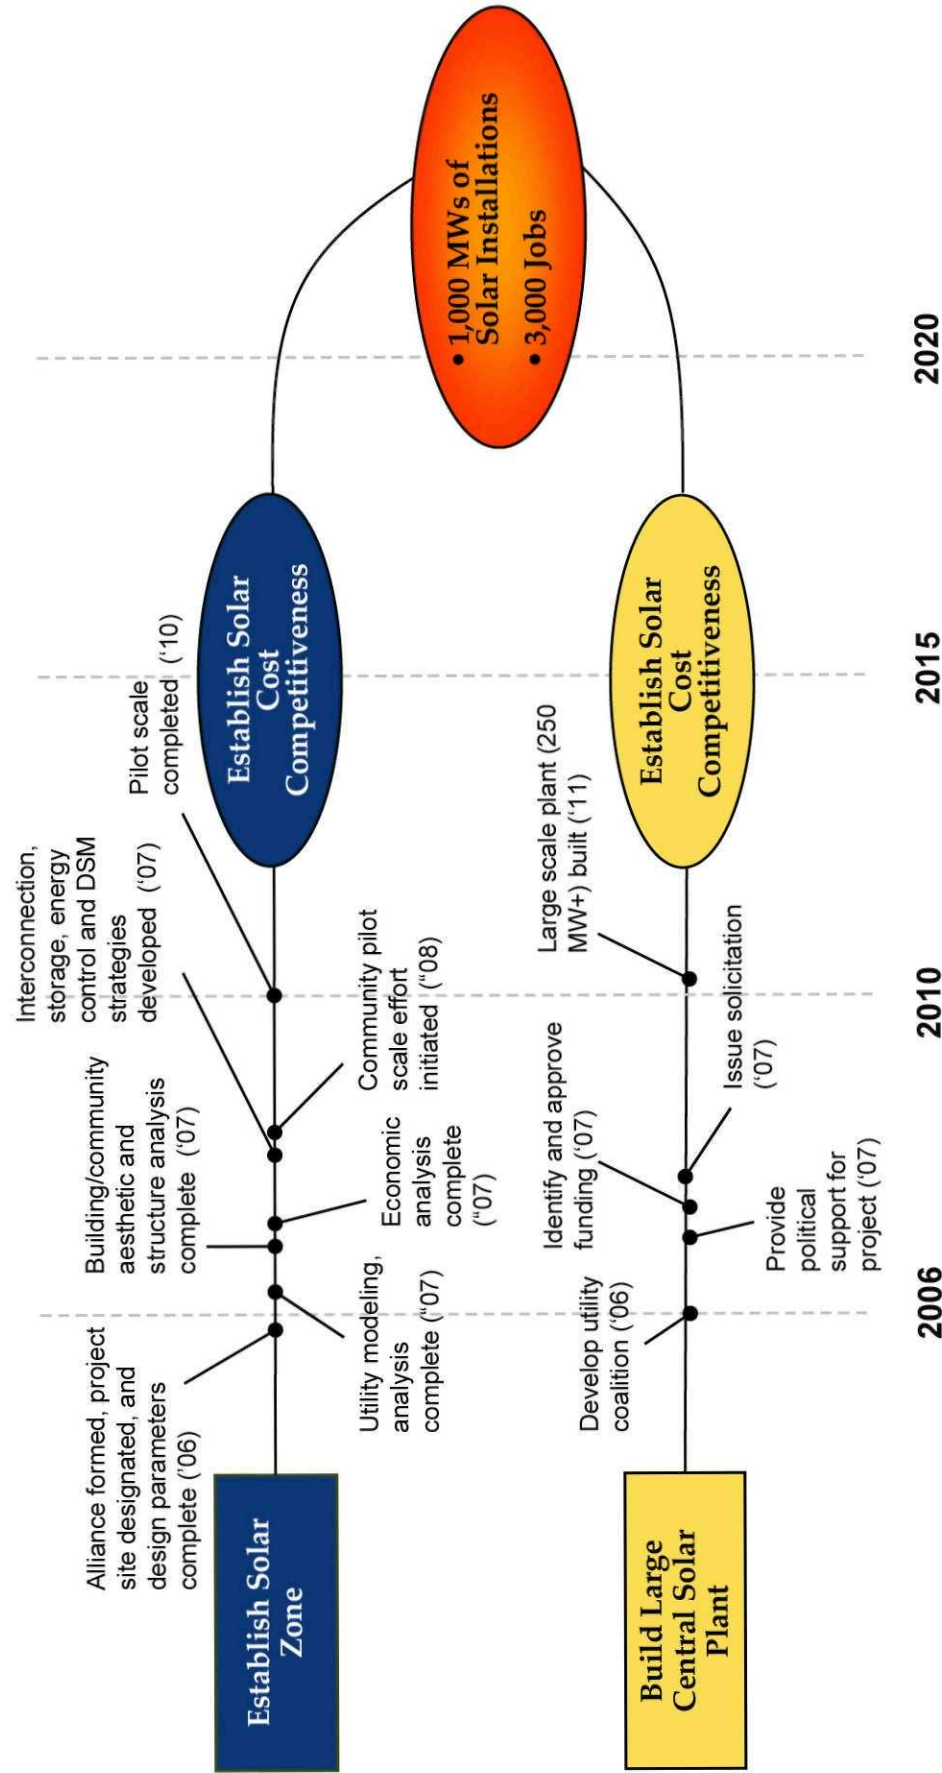 Alliance formed, project
site designated, and
design parameters
complete ('06)
Building/community
aesthetic and
structure analysis
complete ('07)
Interconnection,
storage, energy
control and DSM
strategies
developed ('07)
Pilot scale
completed ('10)
Establish Solar
Zone
Establish Solar
Cost
Competitiveness
Utility modeling,
analysis
complete ("07)
Economic
analysis
complete
("07)
Community pilot
scale effort
initiated ("08)
• 1,000 MWs of
Solar Installations
• 3,000 Jobs
Develop utility
coalition ('06)
Identify and approve
funding ('07)
Large scale plant (250
MW+) built ('11)
Build Large
Central Solar
Plant
Establish Solar
Cost
Competitiveness
Provide
political
support for
project ('07)
Issue solicitation
('07)
2006
2010
2015
2020